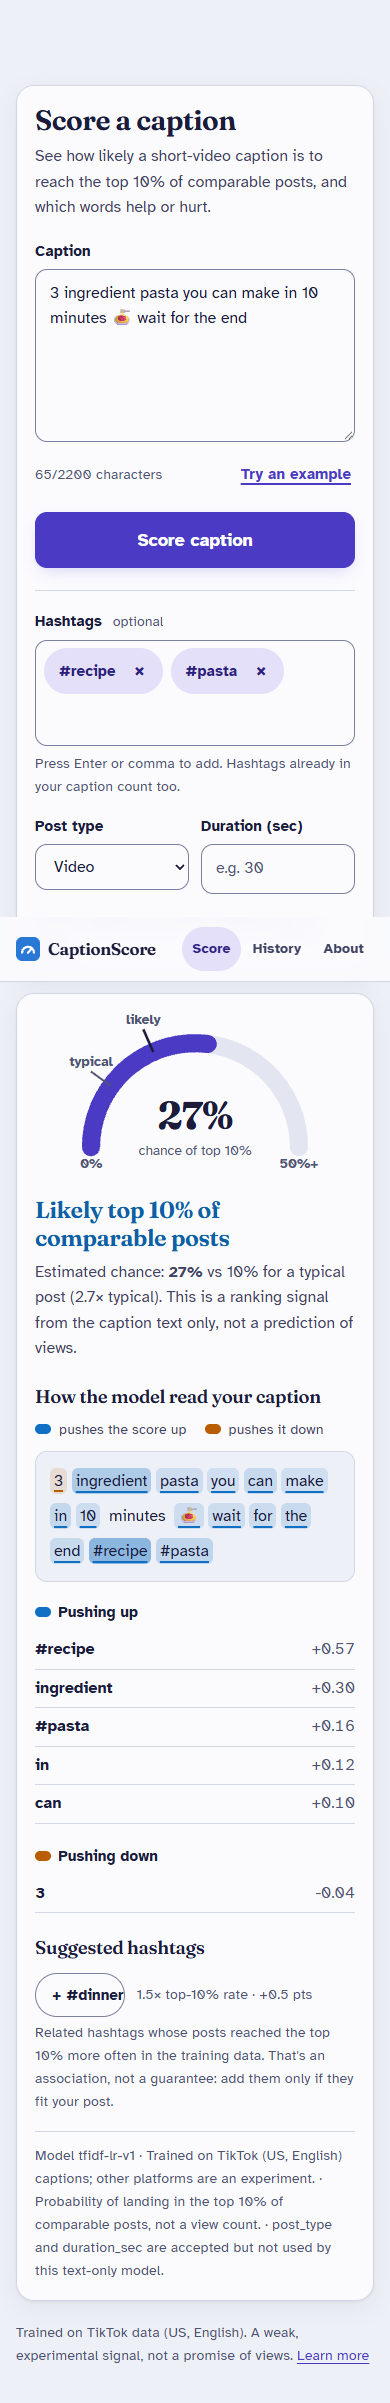 Score a caption
See how likely a short-video caption is to
reach the top 10% of comparable posts, and
which words help or hurt.
Caption
3 ingredient pasta you can make in 10
minutes 🍝 wait for the end
65/2200 characters
Try an example
Score caption
Hashtags optional
#recipe ×
#pasta ×
Press Enter or comma to add. Hashtags already in
your caption count too.
Post type
Duration (sec)
Video
e.g. 30
CaptionScore
Score
History
About
likely
typical
27%
chance of top 10%
0%
50%+
Likely top 10% of
comparable posts
Estimated chance: 27% vs 10% for a typical
post (2.7× typical). This is a ranking signal
from the caption text only, not a prediction of
views.
How the model read your caption
pushes the score up
pushes it down
3 ingredient pasta you can make
in 10 minutes 🍝 wait for the
end #recipe #pasta
Pushing up
#recipe +0.57
ingredient +0.30
#pasta +0.16
in +0.12
can +0.10
Pushing down
3 -0.04
Suggested hashtags
+ #dinner 1.5× top-10% rate · +0.5 pts
Related hashtags whose posts reached the top
10% more often in the training data. That's an
association, not a guarantee: add them only if they
fit your post.
Model tfidf-lr-v1 · Trained on TikTok (US, English)
captions; other platforms are an experiment. ·
Probability of landing in the top 10% of
comparable posts, not a view count. · post_type
and duration_sec are accepted but not used by
this text-only model.
Trained on TikTok data (US, English). A weak,
experimental signal, not a promise of views. Learn more